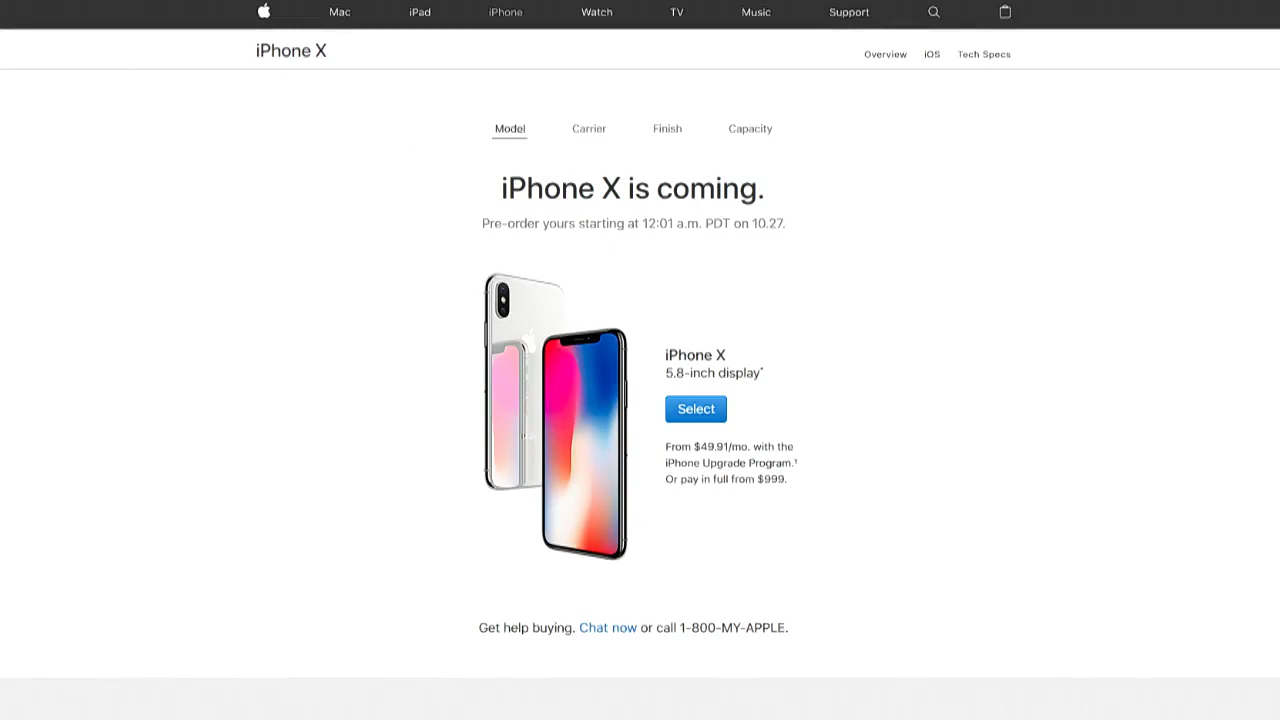 Mac iPad iPhone Watch TV Music Support
iPhone X
Overview iOS Tech Specs
Model Carrier Finish Capacity
iPhone X is coming.
Pre-order yours starting at 12:01 a.m. PDT on 10.27.
iPhone X
5.8-inch display*
Select
From $49.91/mo. with the
iPhone Upgrade Program.¹
Or pay in full from $999.
Get help buying. Chat now or call 1-800-MY-APPLE.